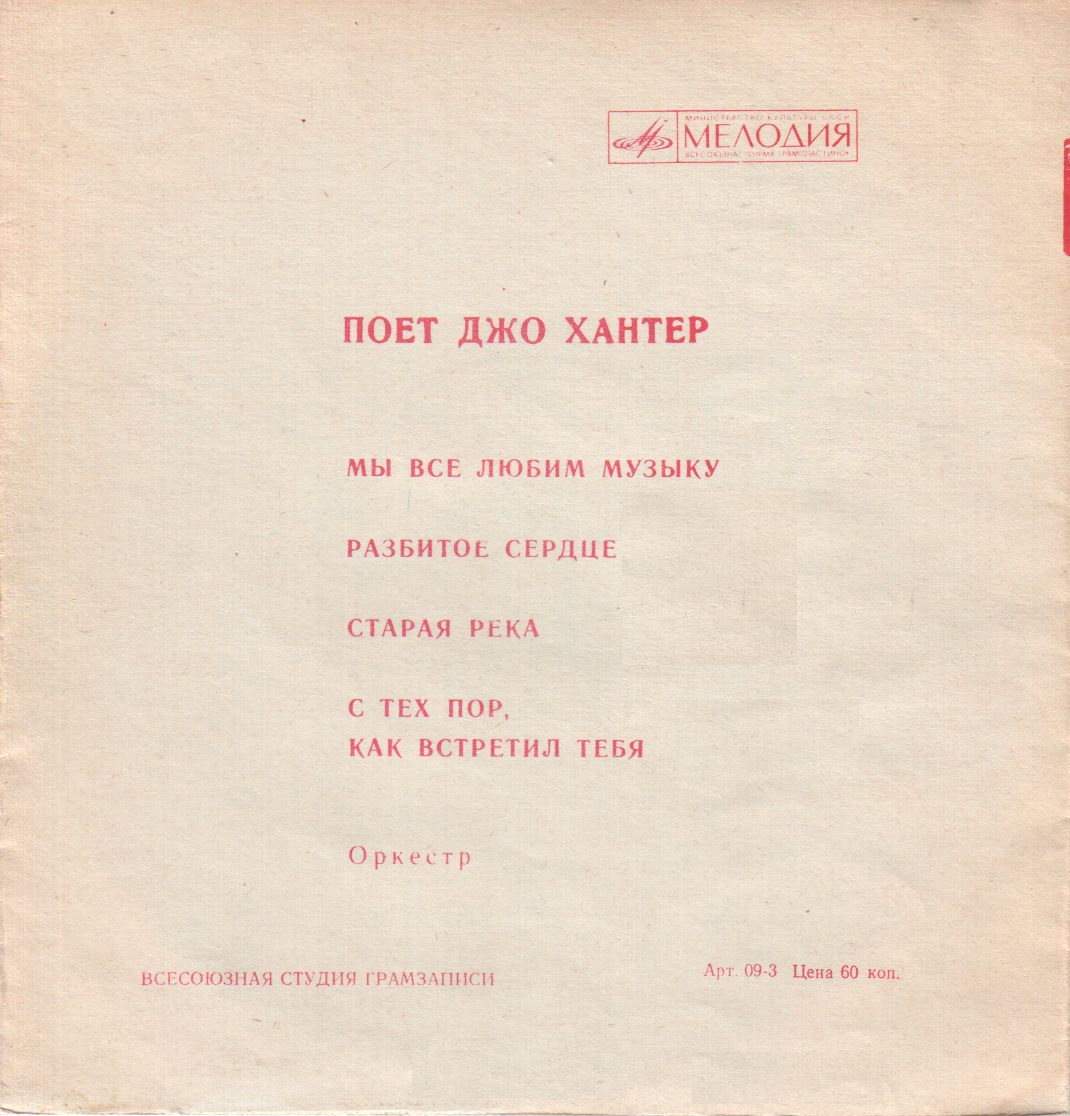 МИНИСТЕРСТВО КУЛЬТУРЫ СССР
МЕЛОДИЯ
ВСЕСОЮЗНАЯ ФИРМА ГРАМПЛАСТИНОК
ПОЕТ ДЖО ХАНТЕР
МЫ ВСЕ ЛЮБИМ МУЗЫКУ
РАЗБИТОЕ СЕРДЦЕ
СТАРАЯ РЕКА
С ТЕХ ПОР,
КАК ВСТРЕТИЛ ТЕБЯ
Оркестр
ВСЕСОЮЗНАЯ СТУДИЯ ГРАМЗАПИСИ
Арт. 09-3 Цена 60 коп.